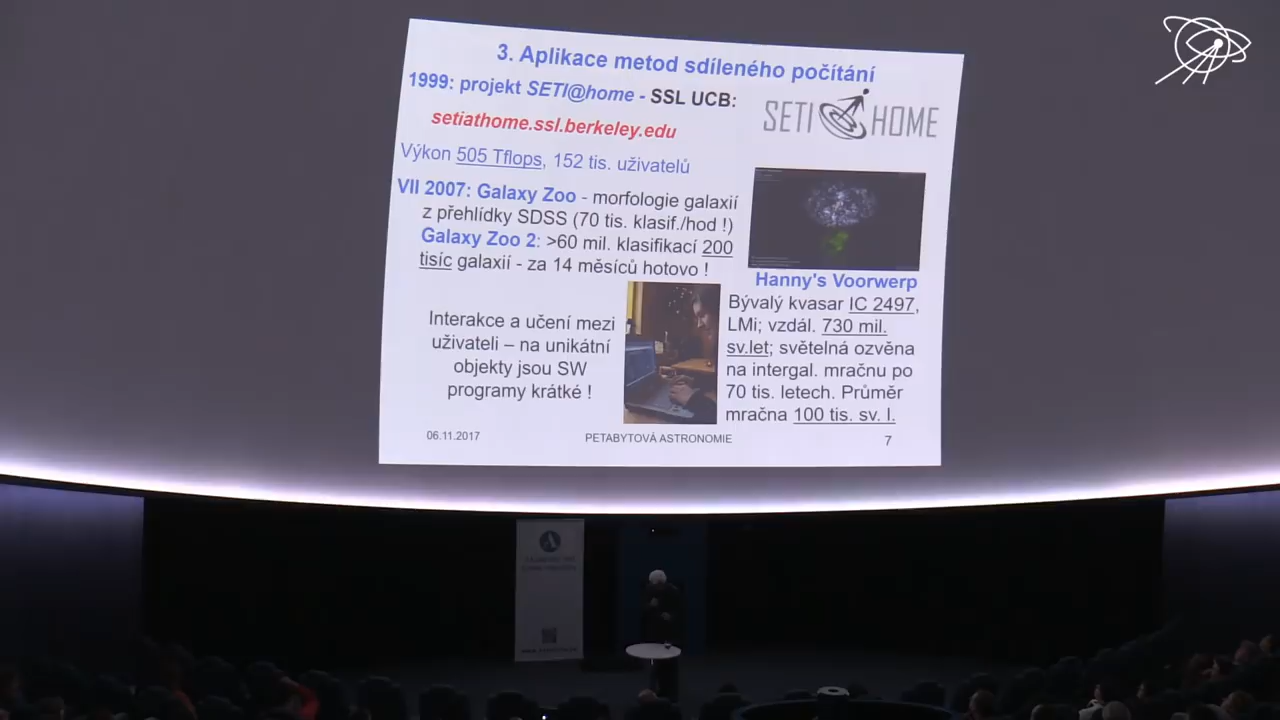 3. Aplikace metod sdíleného počítání
1999: projekt SETI@home - SSL UCB:
setiathome.ssl.berkeley.edu
SETI HOME
Výkon 505 Tflops, 152 tis. uživatelů
VII 2007: Galaxy Zoo - morfologie galaxií
z přehlídky SDSS (70 tis. klasif./hod !)
Galaxy Zoo 2: >60 mil. klasifikací 200
tisíc galaxií - za 14 měsíců hotovo !
Interakce a učení mezi
uživateli – na unikátní
objekty jsou SW
programy krátké !
Hanny's Voorwerp
Bývalý kvasar IC 2497,
LMi; vzdál. 730 mil.
sv.let; světelná ozvěna
na intergal. mračnu po
70 tis. letech. Průměr
mračna 100 tis. sv. l.
06.11.2017
PETABYTOVÁ ASTRONOMIE
7